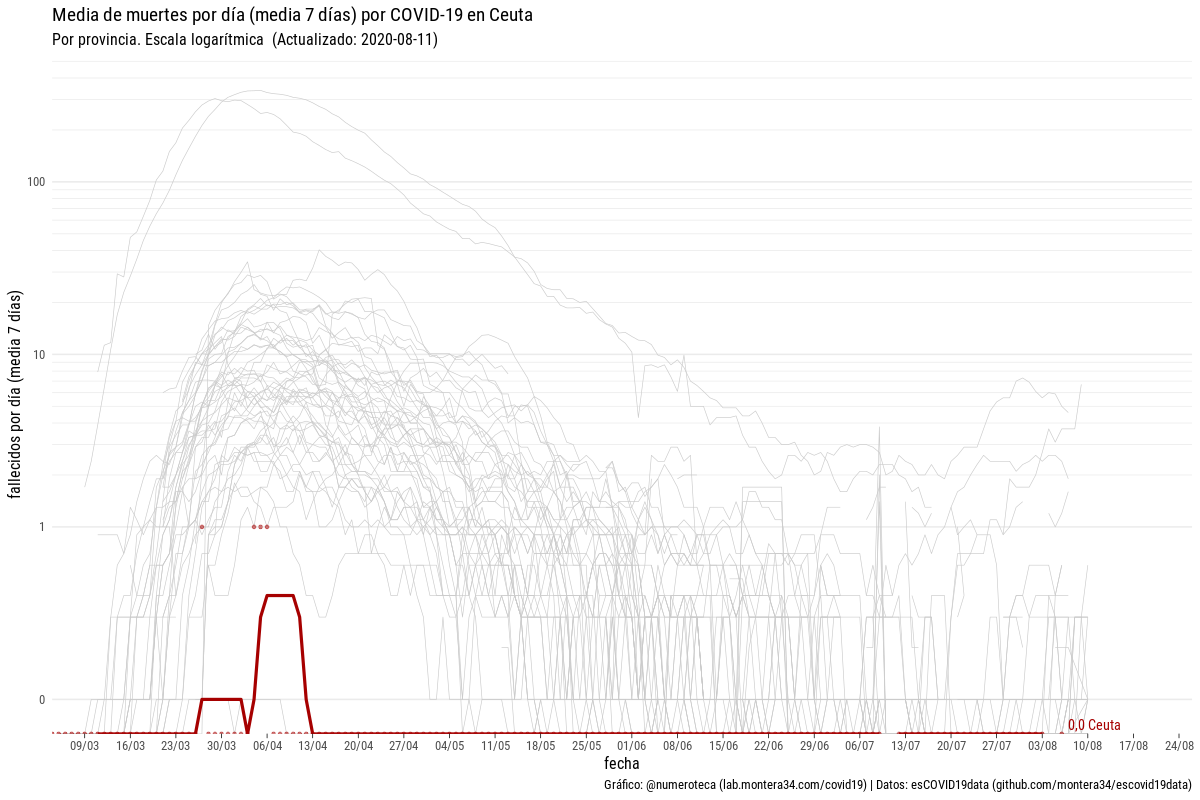 Media de muertes por día (media 7 días) por COVID-19 en Ceuta
Por provincia. Escala logarítmica (Actualizado: 2020-08-11)
fallecidos por día (media 7 días)
100
10
1
0
0,0 Ceuta
09/03 16/03 23/03 30/03 06/04 13/04 20/04 27/04 04/05 11/05 18/05 25/05 01/06 08/06 15/06 22/06 29/06 06/07 13/07 20/07 27/07 03/08 10/08 17/08 24/08
fecha
Gráfico: @numeroteca (lab.montera34.com/covid19) | Datos: esCOVID19data (github.com/montera34/escovid19data)